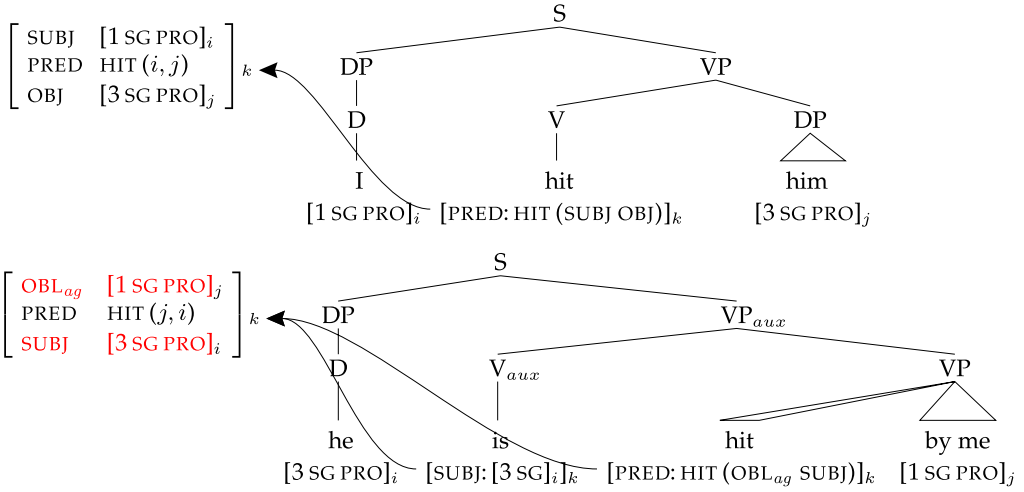 S
SUBJ [1 SG PRO]i
PRED HIT (i, j)
OBJ [3 SG PRO]j
k
DP VP
D V DP
I hit him
[1 SG PRO]i [PRED: HIT (SUBJ OBJ)]k [3 SG PRO]j
S
OBLag [1 SG PRO]j
PRED HIT (j, i)
SUBJ [3 SG PRO]i
k
DP VPaux
D Vaux VP
he is hit by me
[3 SG PRO]i [SUBJ: [3 SG]i]k [PRED: HIT (OBLag SUBJ)]k [1 SG PRO]j